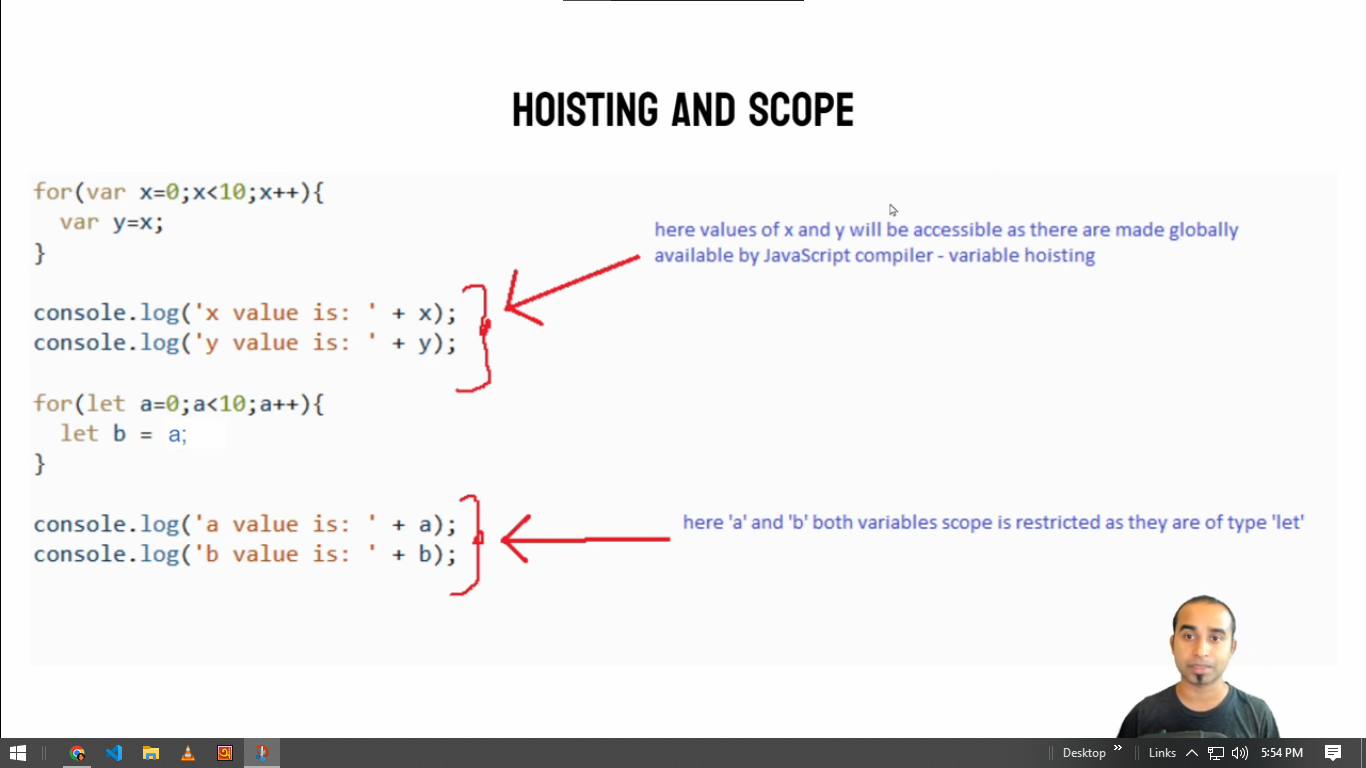 HOISTING AND SCOPE
for(var x=0;x<10;x++){
var y=x;
}
here values of x and y will be accessible as there are made globally
available by JavaScript compiler - variable hoisting
console.log('x value is: ' + x);
console.log('y value is: ' + y);
for(let a=0;a<10;a++){
let b = a;
}
console.log('a value is: ' + a);
console.log('b value is: ' + b);
here 'a' and 'b' both variables scope is restricted as they are of type 'let'
Desktop
Links
5:54 PM